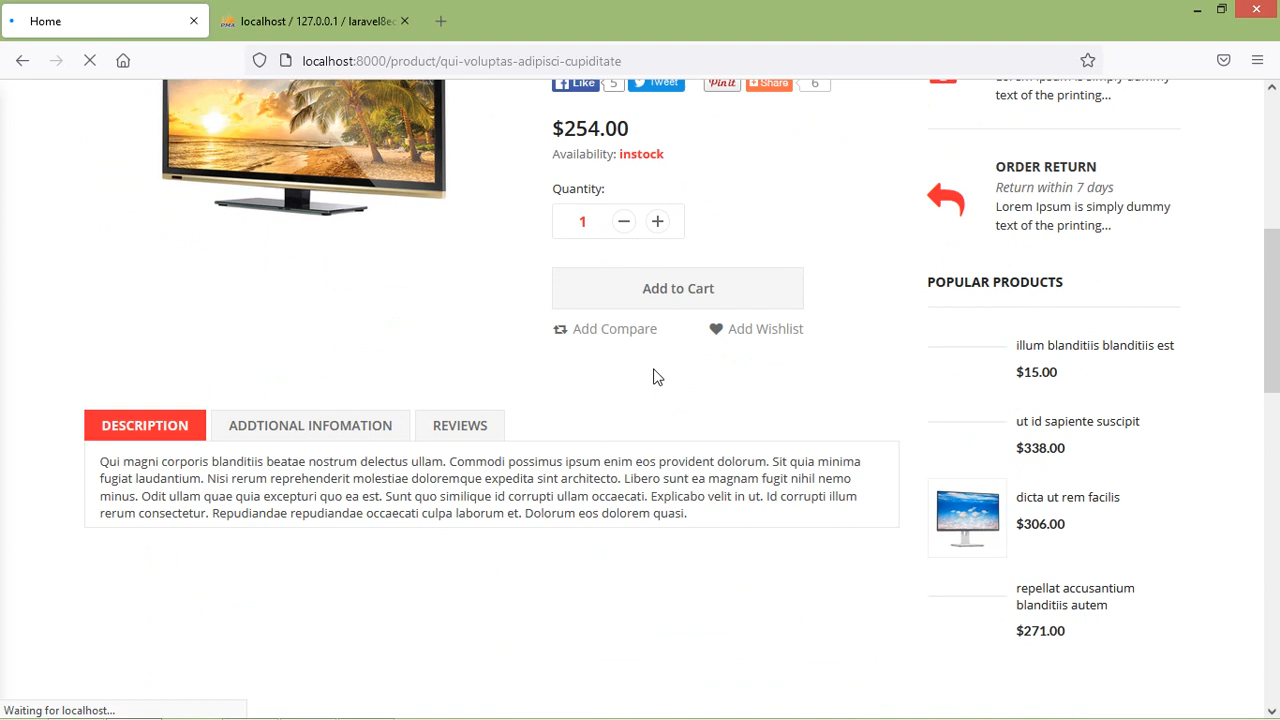 Home
localhost / 127.0.0.1 / laravel8ec
localhost:8000/product/qui-voluptas-adipisci-cupiditate
Like 5 Tweet Pin it Share 6
$254.00
Availability: instock
Quantity:
1
Add to Cart
Add Compare Add Wishlist
DESCRIPTION ADDTIONAL INFOMATION REVIEWS
Qui magni corporis blanditiis beatae nostrum delectus ullam. Commodi possimus ipsum enim eos provident dolorum. Sit quia minima
fugiat laudantium. Nisi rerum reprehenderit molestiae doloremque expedita sint architecto. Libero sunt ea magnam fugit nihil nemo
minus. Odit ullam quae quia excepturi quo ea est. Sunt quo similique id corrupti ullam occaecati. Explicabo velit in ut. Id corrupti illum
rerum consectetur. Repudiandae repudiandae occaecati culpa laborum et. Dolorum eos dolorem quasi.
text of the printing...
ORDER RETURN
Return within 7 days
Lorem Ipsum is simply dummy
text of the printing...
POPULAR PRODUCTS
illum blanditiis blanditiis est
$15.00
ut id sapiente suscipit
$338.00
dicta ut rem facilis
$306.00
repellat accusantium
blanditiis autem
$271.00
Waiting for localhost...